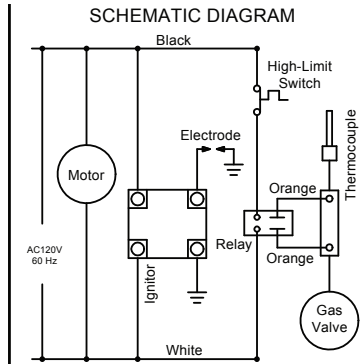 SCHEMATIC DIAGRAM
Black
High-Limit
Switch
Electrode
Thermocouple
Motor
Orange
AC120V
60 Hz
Ignitor
Relay
Orange
Gas
Valve
White